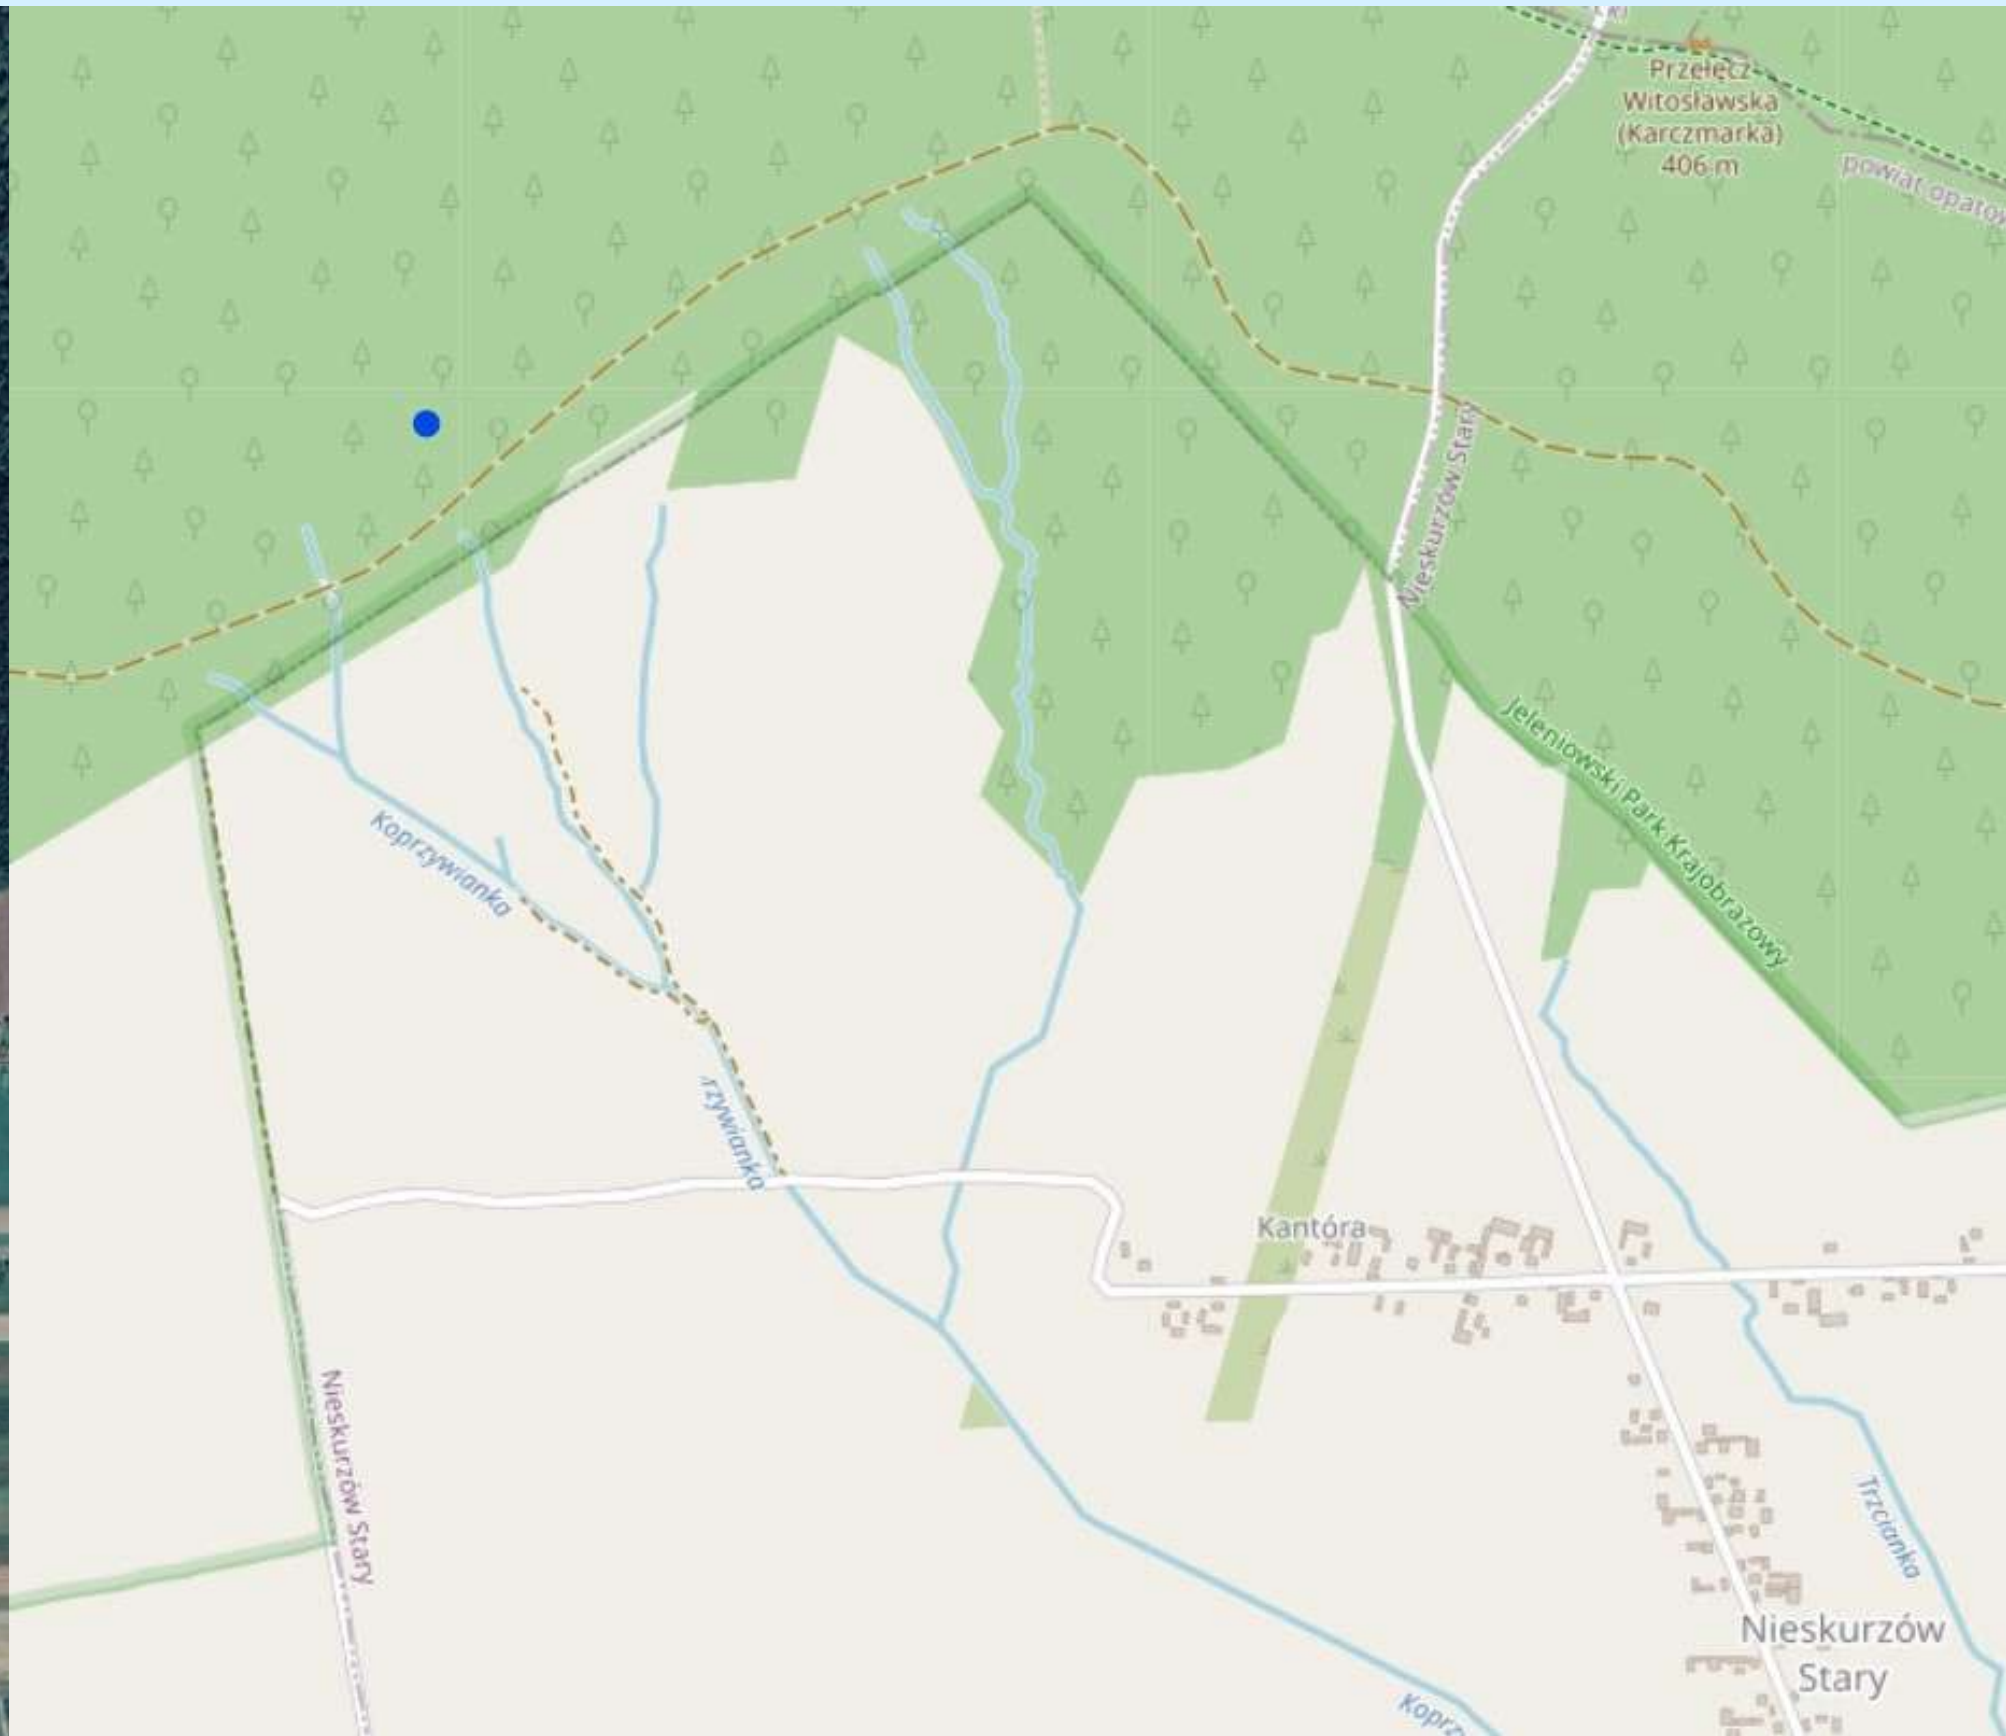 Przełęcz
Witosławska
(Karczmarka)
406 m
powiat opatow
Nieskurzów Stary
Jeleniowski Park Krajobrazowy
Koprzywianka
rzywianka
Kantóra
Nieskurzów Stary
Trzcianka
Nieskurzów
Stary
Koprz